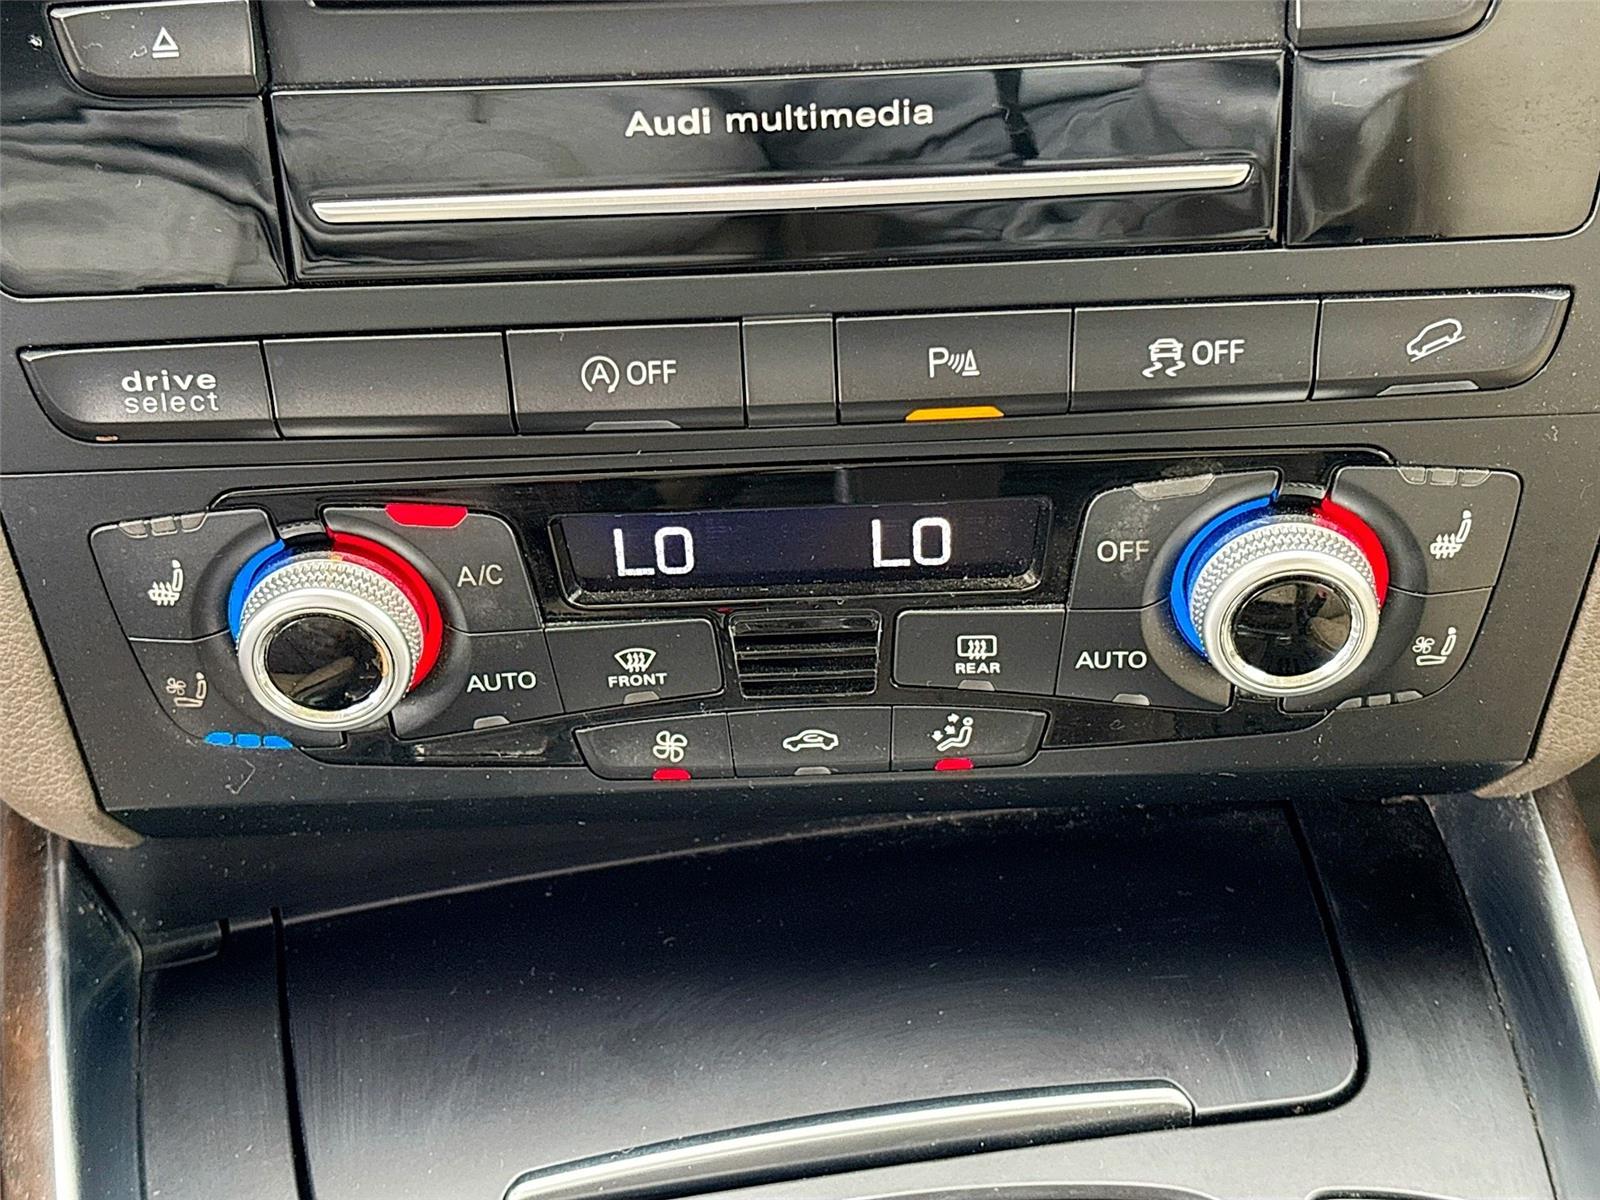 Audi multimedia
drive
select
A OFF
P
OFF
A/C
LO
LO
OFF
AUTO
FRONT
REAR
AUTO